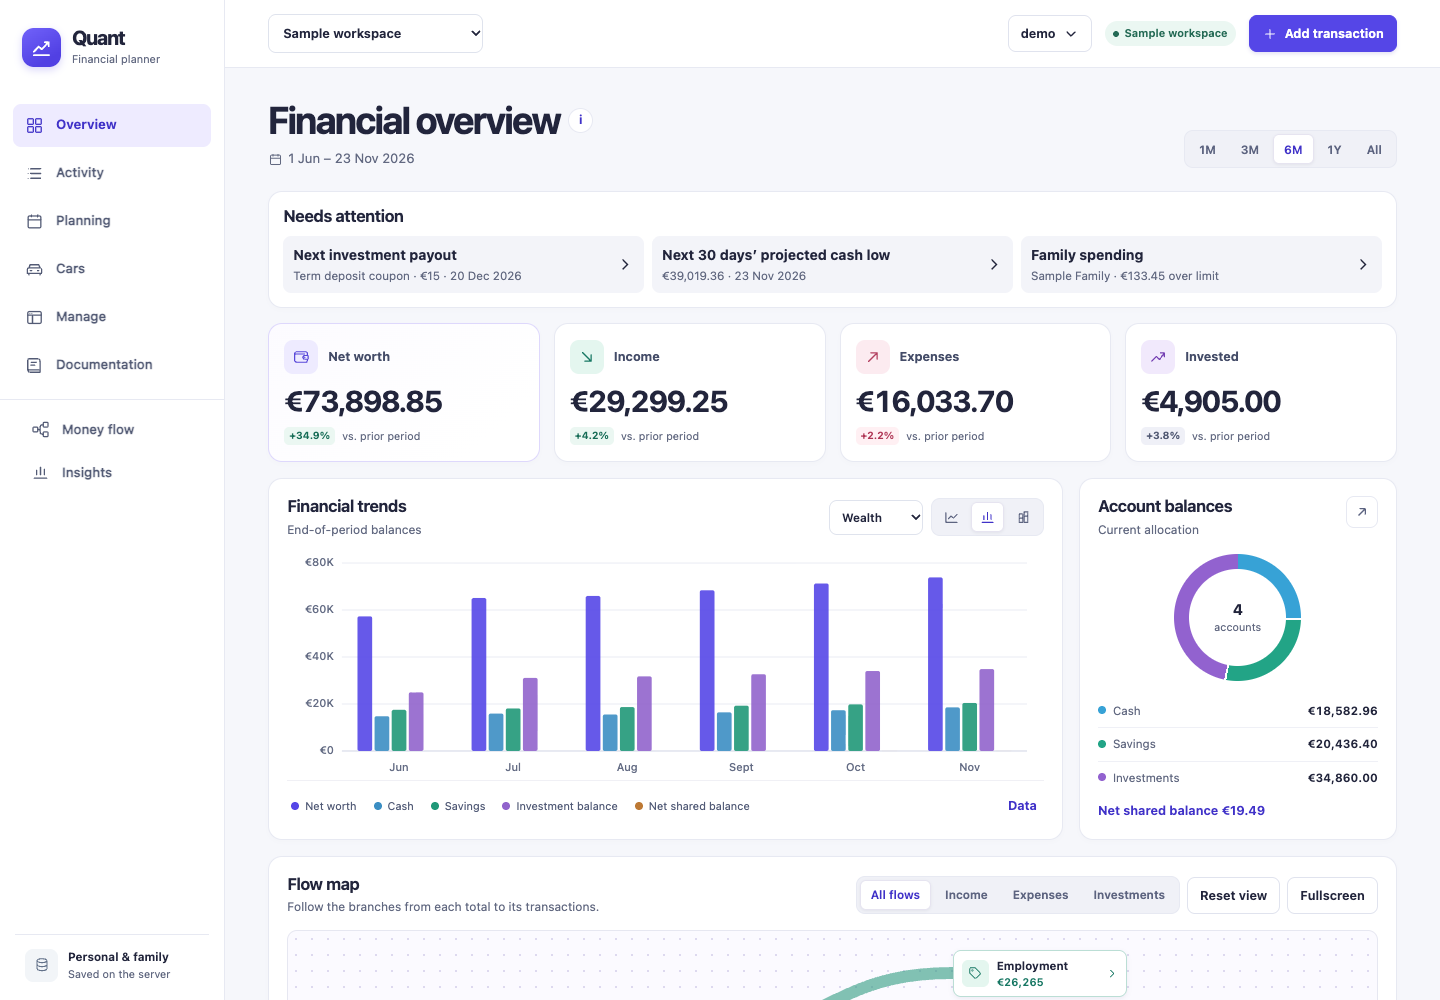 Quant
Financial planner
Overview
Activity
Planning
Cars
Manage
Documentation
Money flow
Insights
Personal & family
Saved on the server
Sample workspace
demo
Sample workspace
Add transaction
Financial overview
i
1 Jun – 23 Nov 2026
1M 3M 6M 1Y All
Needs attention
Next investment payout
Term deposit coupon · €15 · 20 Dec 2026
Next 30 days’ projected cash low
€39,019.36 · 23 Nov 2026
Family spending
Sample Family · €133.45 over limit
Net worth
€73,898.85
+34.9% vs. prior period
Income
€29,299.25
+4.2% vs. prior period
Expenses
€16,033.70
+2.2% vs. prior period
Invested
€4,905.00
+3.8% vs. prior period
Financial trends
End-of-period balances
Wealth
€80K
€60K
€40K
€20K
€0
Jun Jul Aug Sept Oct Nov
Net worth Cash Savings Investment balance Net shared balance
Data
Account balances
Current allocation
4
accounts
Cash €18,582.96
Savings €20,436.40
Investments €34,860.00
Net shared balance €19.49
Flow map
Follow the branches from each total to its transactions.
All flows Income Expenses Investments
Reset view
Fullscreen
Employment
€26,265